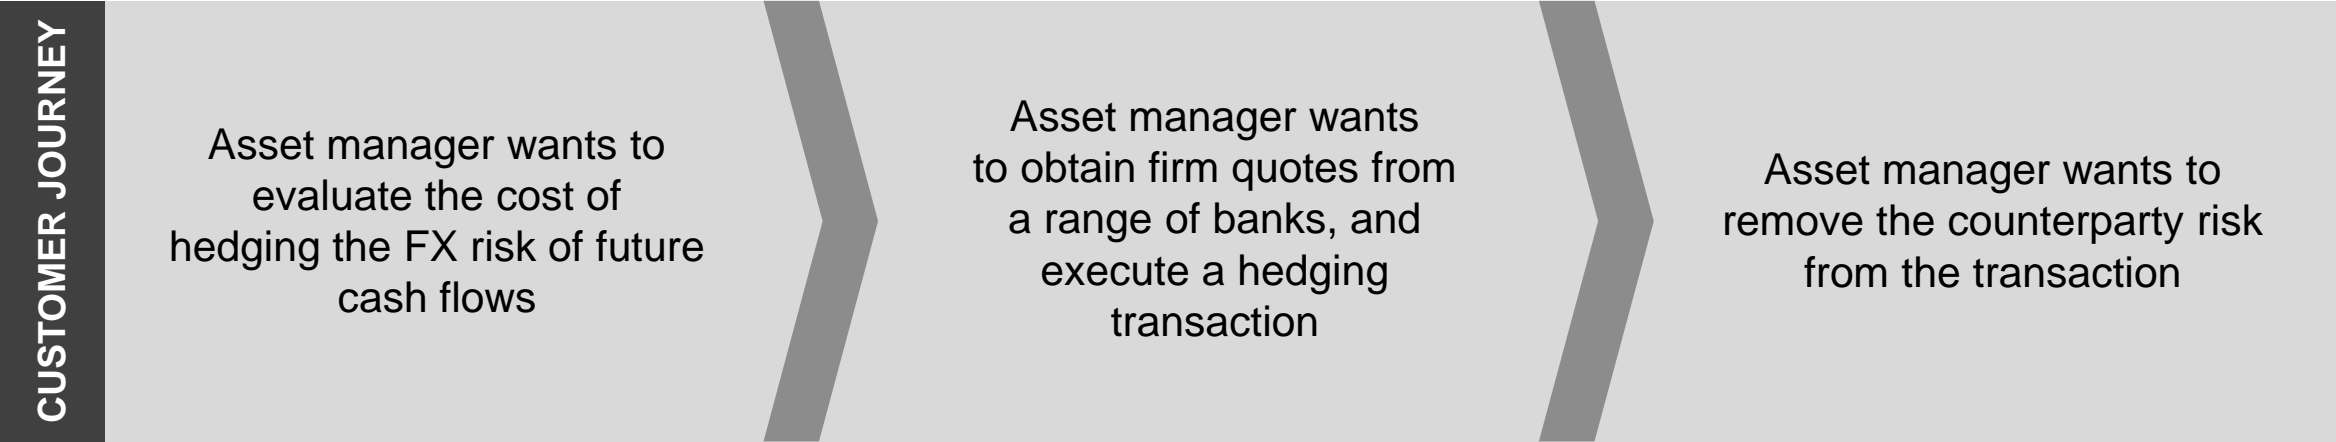 CUSTOMER JOURNEY
Asset manager wants to
evaluate the cost of
hedging the FX risk of future
cash flows
Asset manager wants
to obtain firm quotes from
a range of banks, and
execute a hedging
transaction
Asset manager wants to
remove the counterparty risk
from the transaction